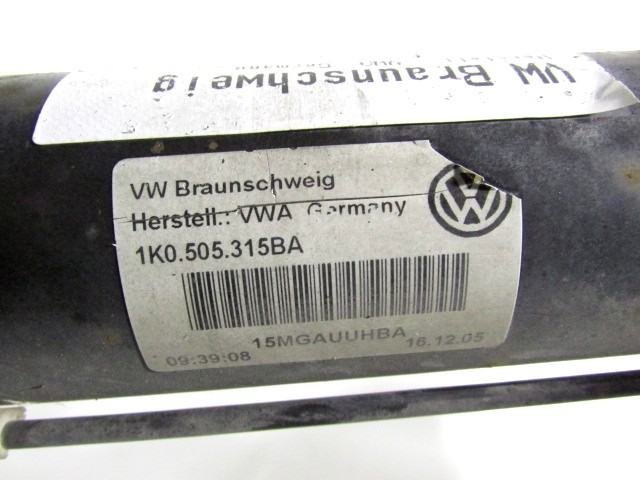 VW Braunschweig
VW Braunschweig
Herstell.: VWA Germany
1K0.505.315BA
15MGAUUHBA
09:39:08
16.12.05